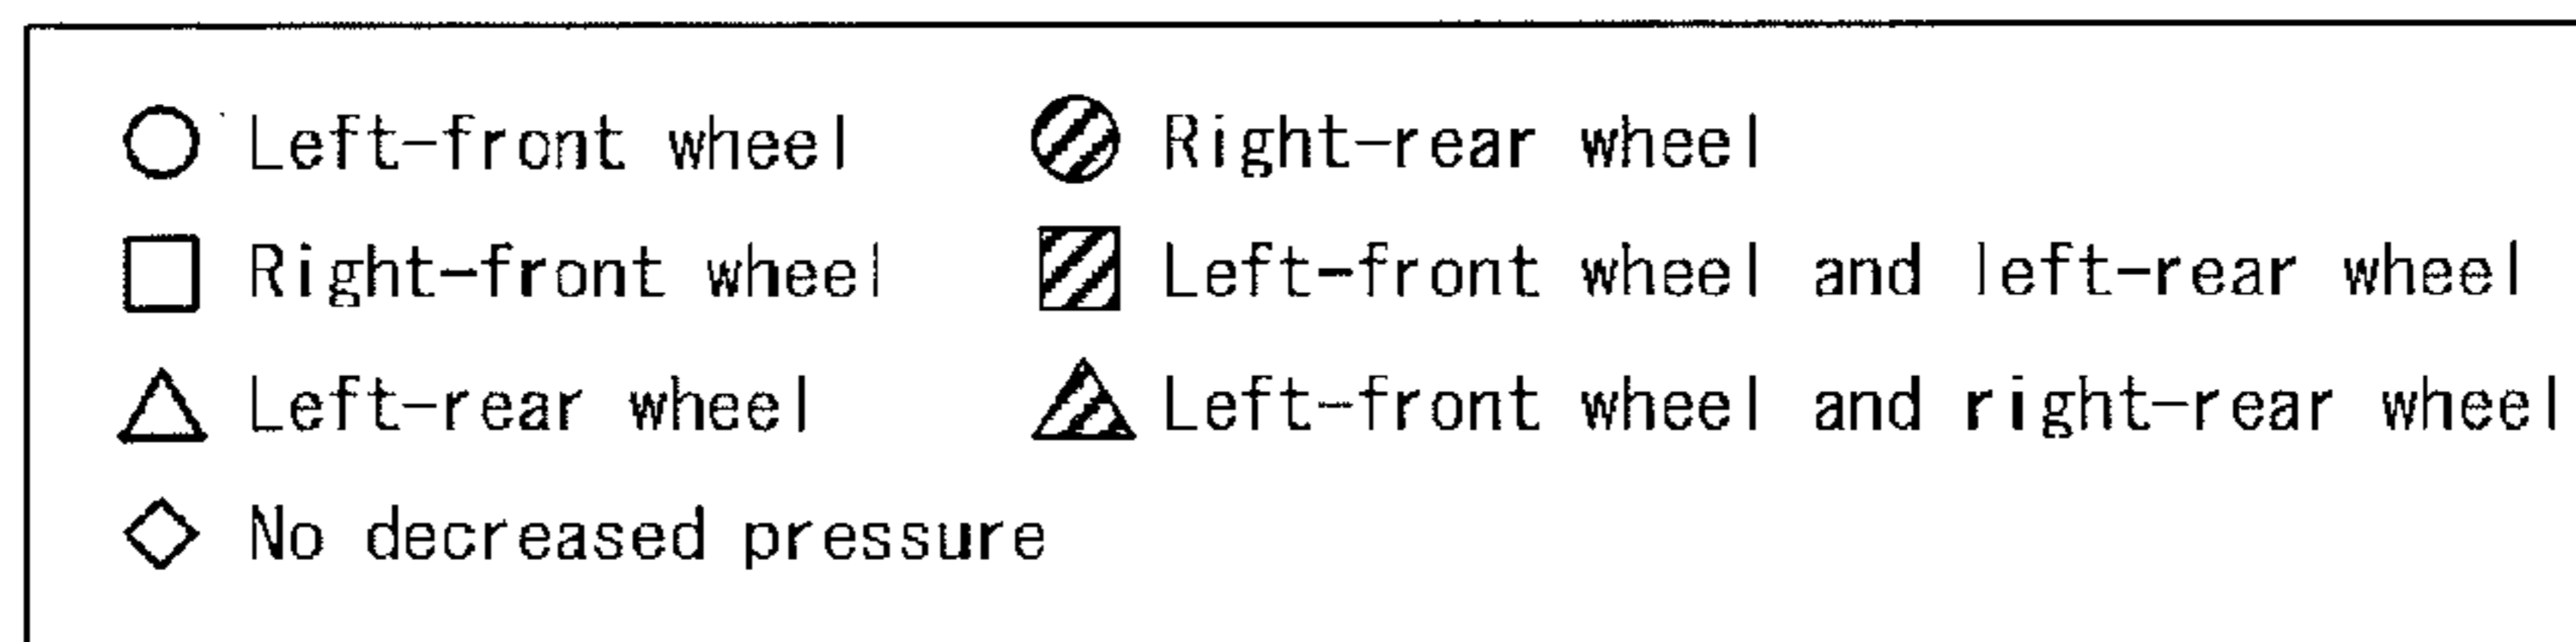 Left-front wheel
Right-rear wheel
Right-front wheel
Left-front wheel and left-rear wheel
Left-rear wheel
Left-front wheel and right-rear wheel
No decreased pressure